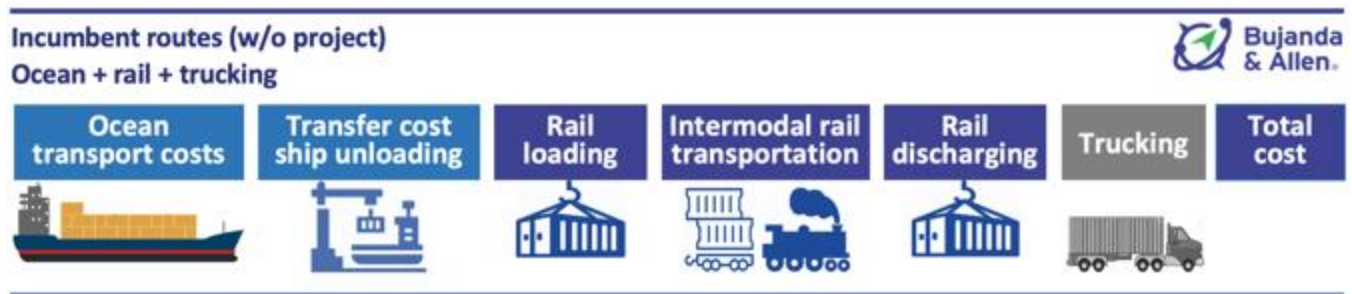 Incumbent routes (w/o project)
Ocean + rail + trucking
Bujanda
& Allen.
Ocean
transport costs
Transfer cost
ship unloading
Rail
loading
Intermodal rail
transportation
Rail
discharging
Trucking
Total
cost